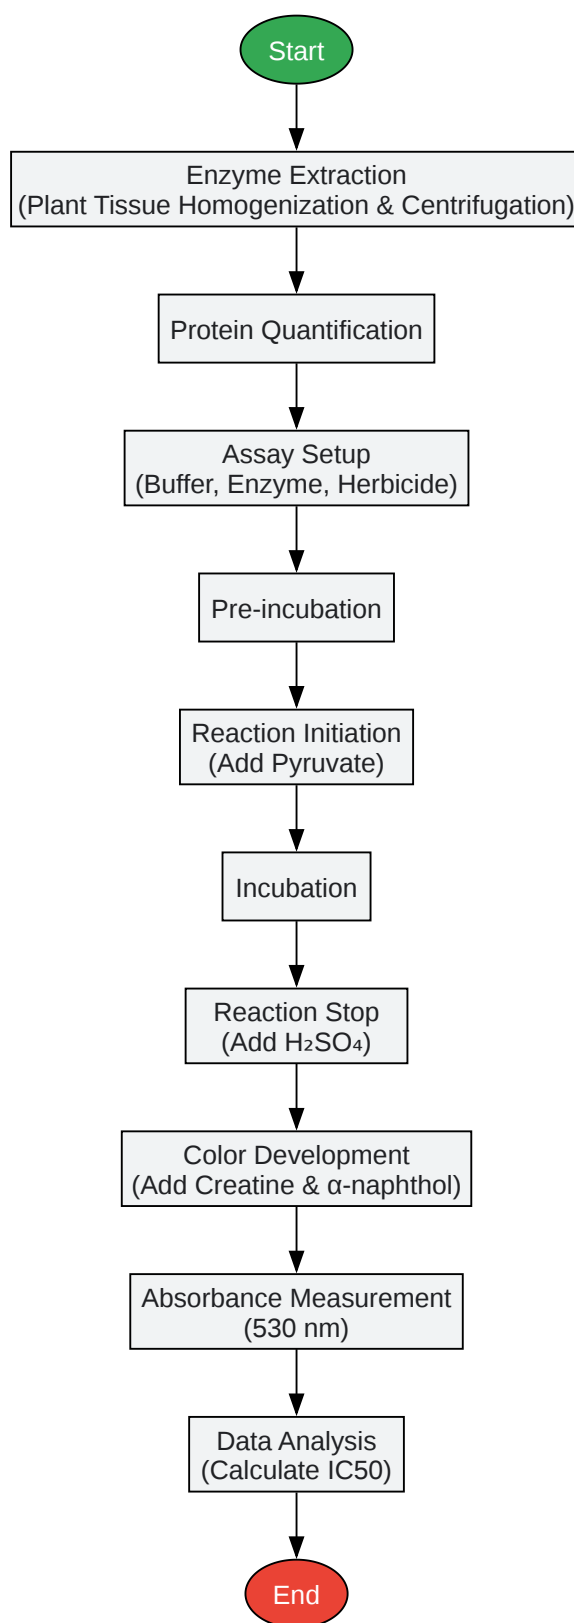 Start
Enzyme Extraction
(Plant Tissue Homogenization & Centrifugation)
Protein Quantification
Assay Setup
(Buffer, Enzyme, Herbicide)
Pre-incubation
Reaction Initiation
(Add Pyruvate)
Incubation
Reaction Stop
(Add H₂SO₄)
Color Development
(Add Creatine & α-naphthol)
Absorbance Measurement
(530 nm)
Data Analysis
(Calculate IC50)
End